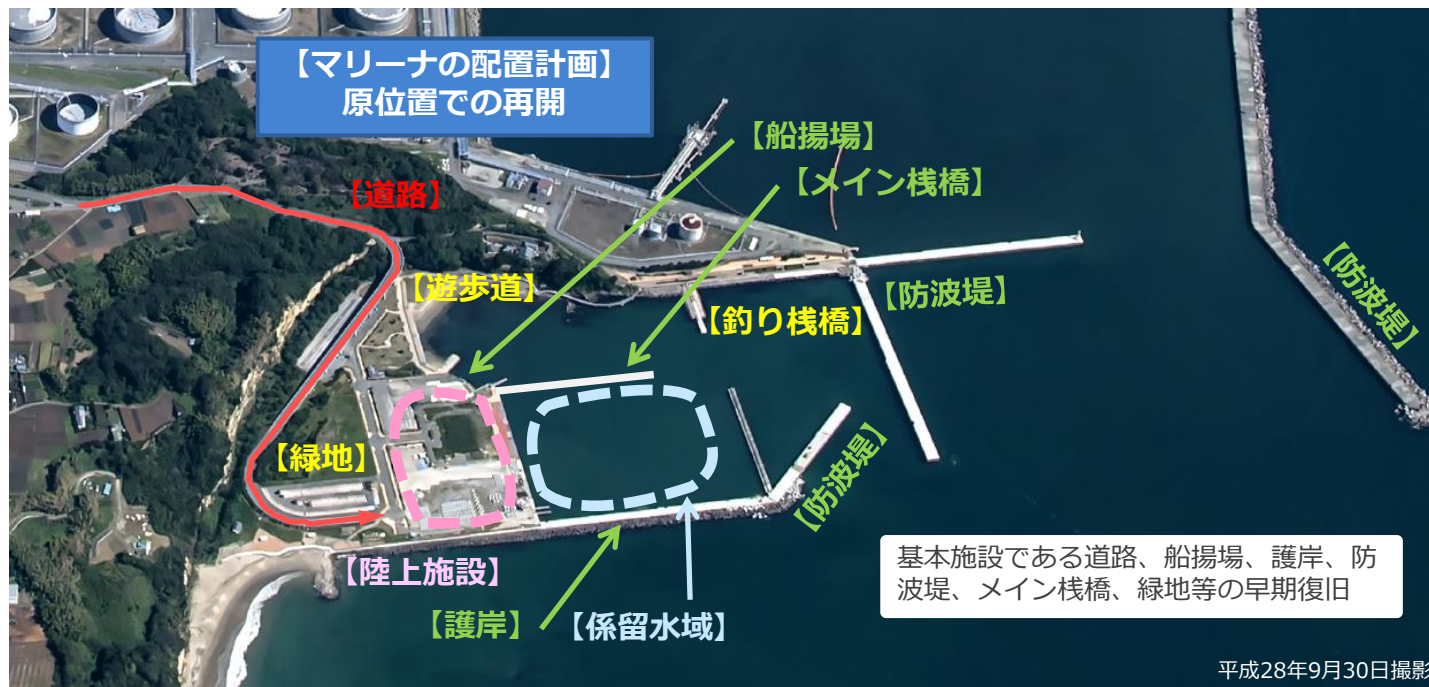 【マリーナの配置計画】
原位置での再開
【船揚場】
【メイン桟橋】
【道路】
【遊歩道】
【釣り桟橋】
【防波堤】
【防波堤】
【緑地】
【防波堤】
【陸上施設】
【護岸】
【係留水域】
基本施設である道路、船揚場、護岸、防
波堤、メイン桟橋、緑地等の早期復旧
平成28年9月30日撮影